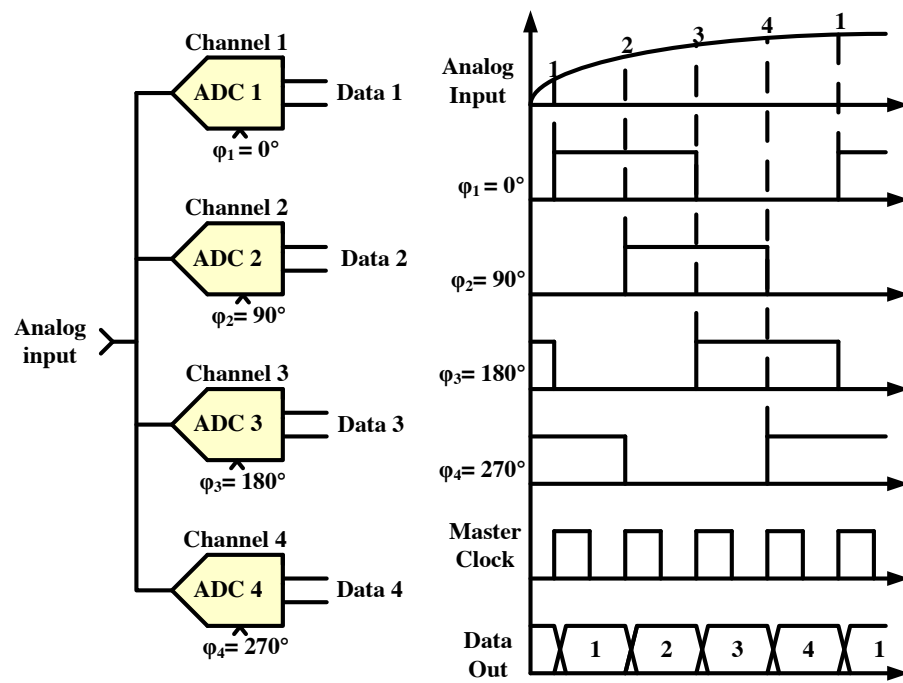 Channel 1
ADC 1
Data 1
φ1 = 0°
Channel 2
ADC 2
Data 2
φ2= 90°
Analog
input
Channel 3
ADC 3
Data 3
φ3= 180°
Channel 4
ADC 4
Data 4
φ4= 270°
Analog
Input
1 2 3 4 1
φ1 = 0°
φ2= 90°
φ3= 180°
φ4= 270°
Master
Clock
Data
Out
1 2 3 4 1